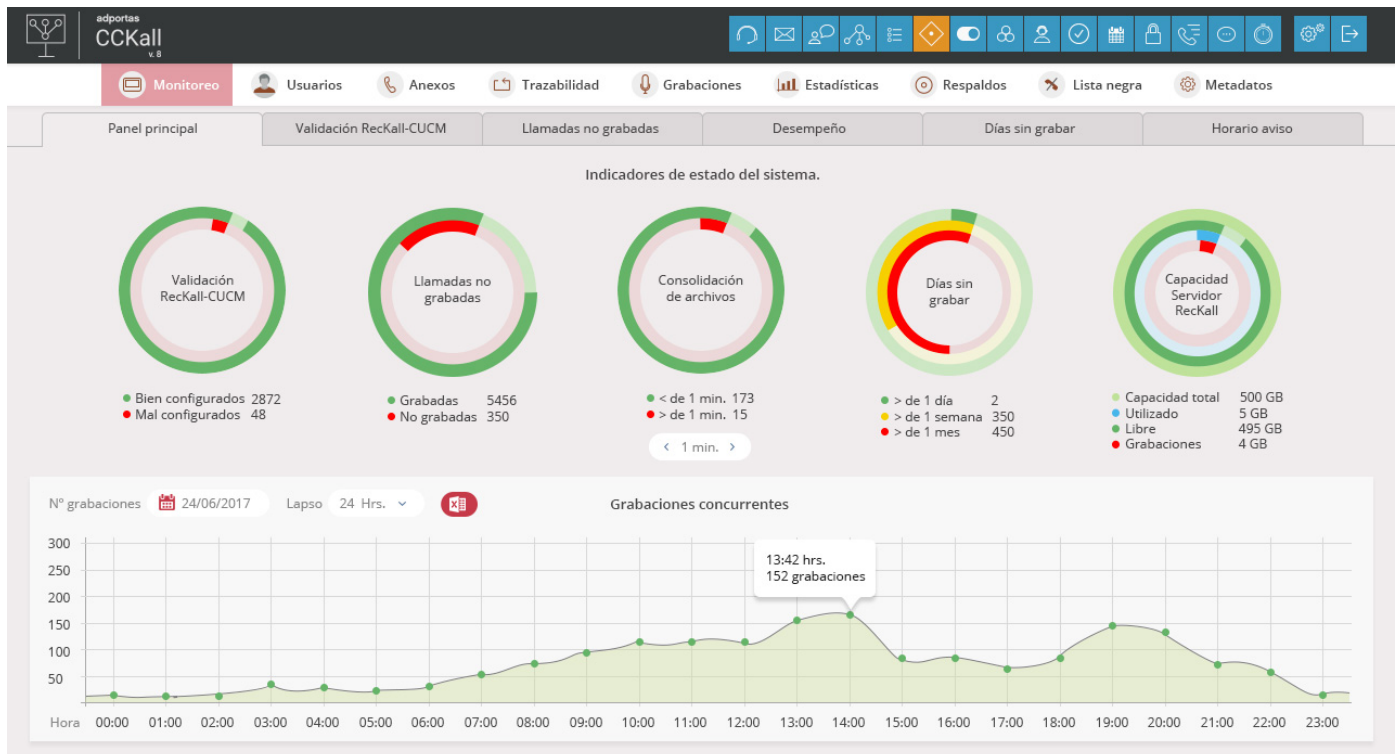 adportas
CCKall
v. 8
Monitoreo
Usuarios
Anexos
Trazabilidad
Grabaciones
Estadísticas
Respaldos
Lista negra
Metadatos
Panel principal
Validación RecKall-CUCM
Llamadas no grabadas
Desempeño
Días sin grabar
Horario aviso
Indicadores de estado del sistema.
Validación
RecKall-CUCM
Bien configurados 2872
Mal configurados 48
Llamadas no
grabadas
Grabadas 5456
No grabadas 350
Consolidación
de archivos
< de 1 min. 173
> de 1 min. 15
< 1 min. >
Días sin
grabar
> de 1 día 2
> de 1 semana 350
> de 1 mes 450
Capacidad
Servidor
RecKall
Capacidad total 500 GB
Utilizado 5 GB
Libre 495 GB
Grabaciones 4 GB
Nº grabaciones 24/06/2017 Lapso 24 Hrs.
Grabaciones concurrentes
300
250
200
150
100
50
13:42 hrs.
152 grabaciones
Hora 00:00 01:00 02:00 03:00 04:00 05:00 06:00 07:00 08:00 09:00 10:00 11:00 12:00 13:00 14:00 15:00 16:00 17:00 18:00 19:00 20:00 21:00 22:00 23:00